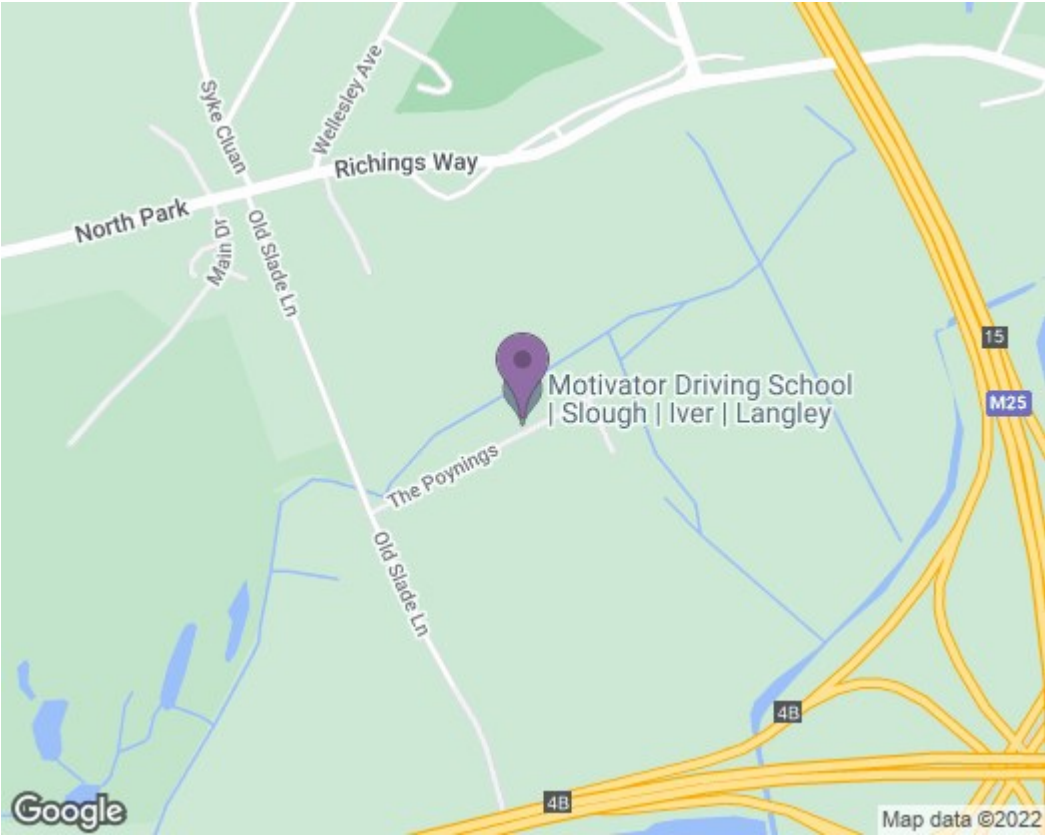 Syke Cluan
Wellesley Ave
Richings Way
North Park
Main Dr
Old Slade Ln
15
M25
Motivator Driving School
| Slough | Iver | Langley
The Poynings
Old Slade Ln
4B
4B
Google
Map data ©2022